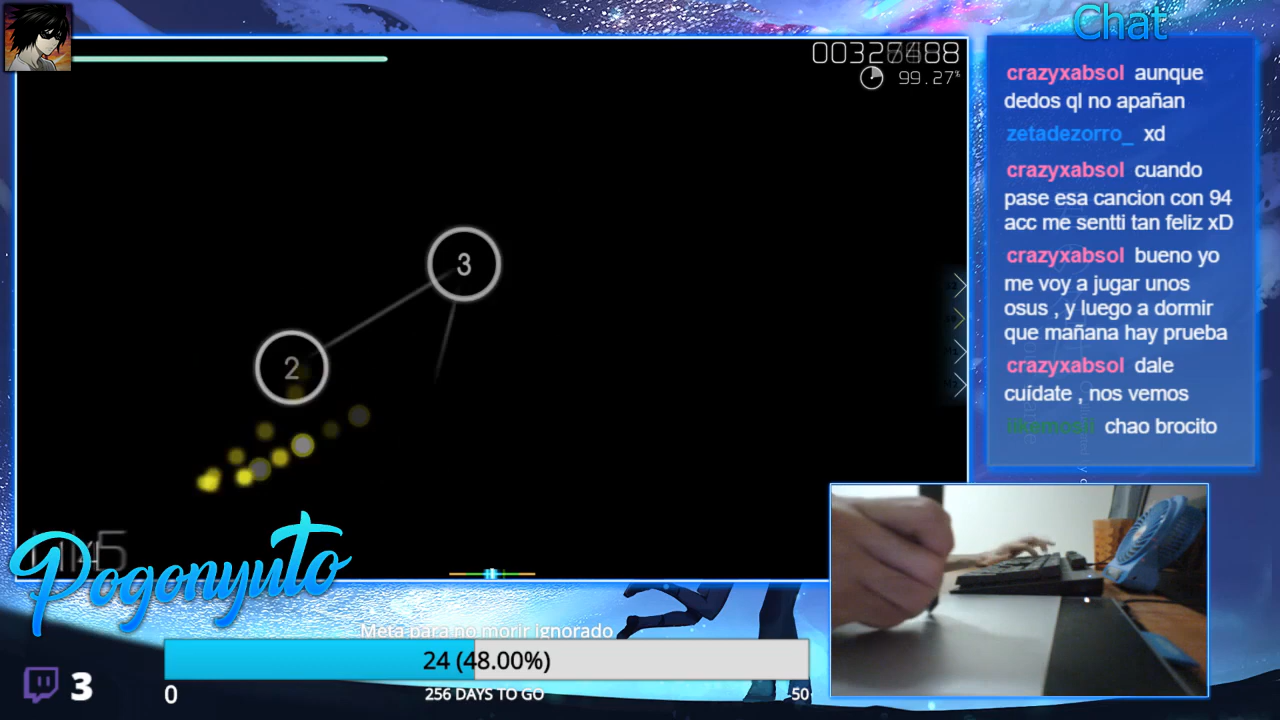 Chat
99.27%
crazyxabsol aunque
dedos ql no apañan
zetadezorro_ xd
crazyxabsol cuando
pase esa cancion con 94
acc me sentti tan feliz xD
crazyxabsol bueno yo
me voy a jugar unos
osus , y luego a dormir
que mañana hay prueba
crazyxabsol dale
cuídate , nos vemos
chao brocito
3
2
Pogonyuto
Meta para no morir ignorado
24 (48.00%)
3
0
256 DAYS TO GO
50